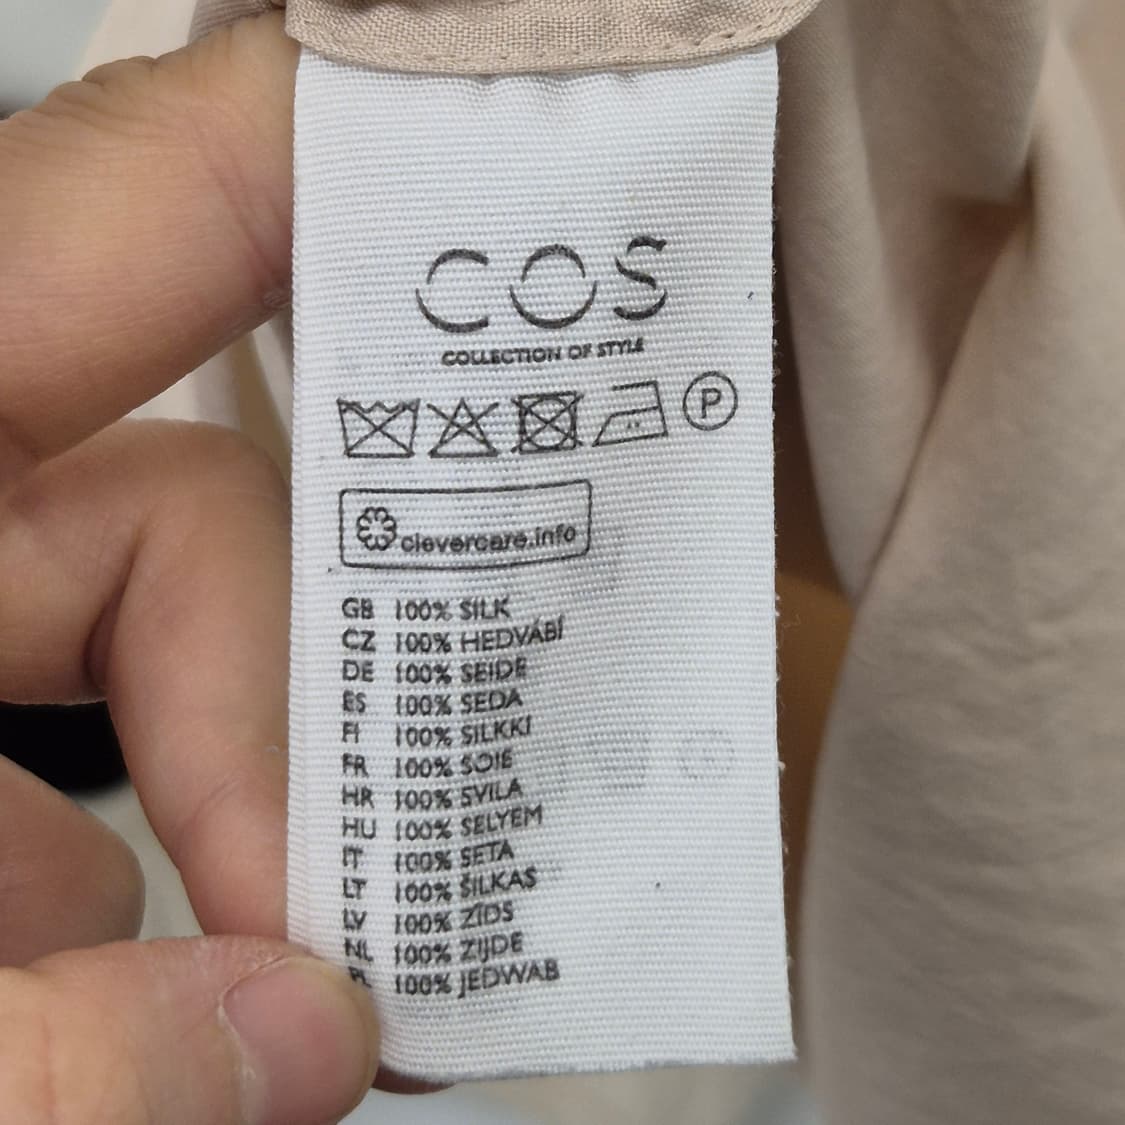 COS
COLLECTION OF STYLE
P
clevercare.info
GB 100% SILK
CZ 100% HEDVÁBÍ
DE 100% SEIDE
ES 100% SEDA
FI 100% SILKKI
FR 100% SOIE
HR 100% SVILA
HU 100% SELYEM
IT 100% SETA
LT 100% ŠILKAS
LV 100% ZĪDS
NL 100% ZIJDE
PL 100% JEDWAB